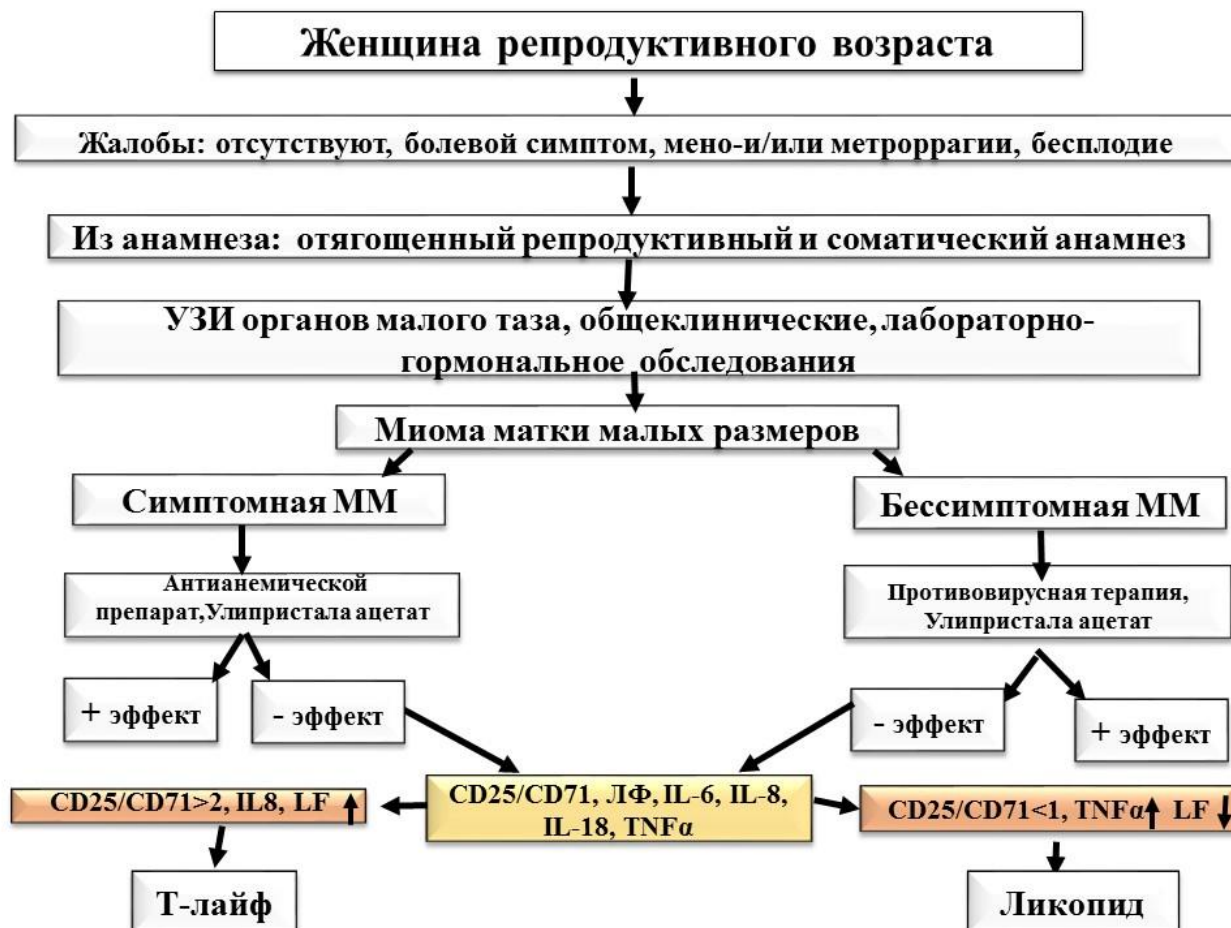 Женщина репродуктивного возраста
Жалобы: отсутствуют, болевой симптом, мено-и/или метроррагии, бесплодие
Из анамнеза: отягощенный репродуктивный и соматический анамнез
УЗИ органов малого таза, общеклинические, лабораторно-
гормональное обследования
Миома матки малых размеров
Симптомная ММ
Бессимптомная ММ
Антианемической
препарат,Улипристала ацетат
Противовирусная терапия,
Улипристала ацетат
+ эффект
- эффект
- эффект
+ эффект
CD25/CD71>2, IL8, LF
CD25/CD71, ЛФ, IL-6, IL-8,
IL-18, TNFα
CD25/CD71<1, TNFα LF
Т-лайф
Ликопид